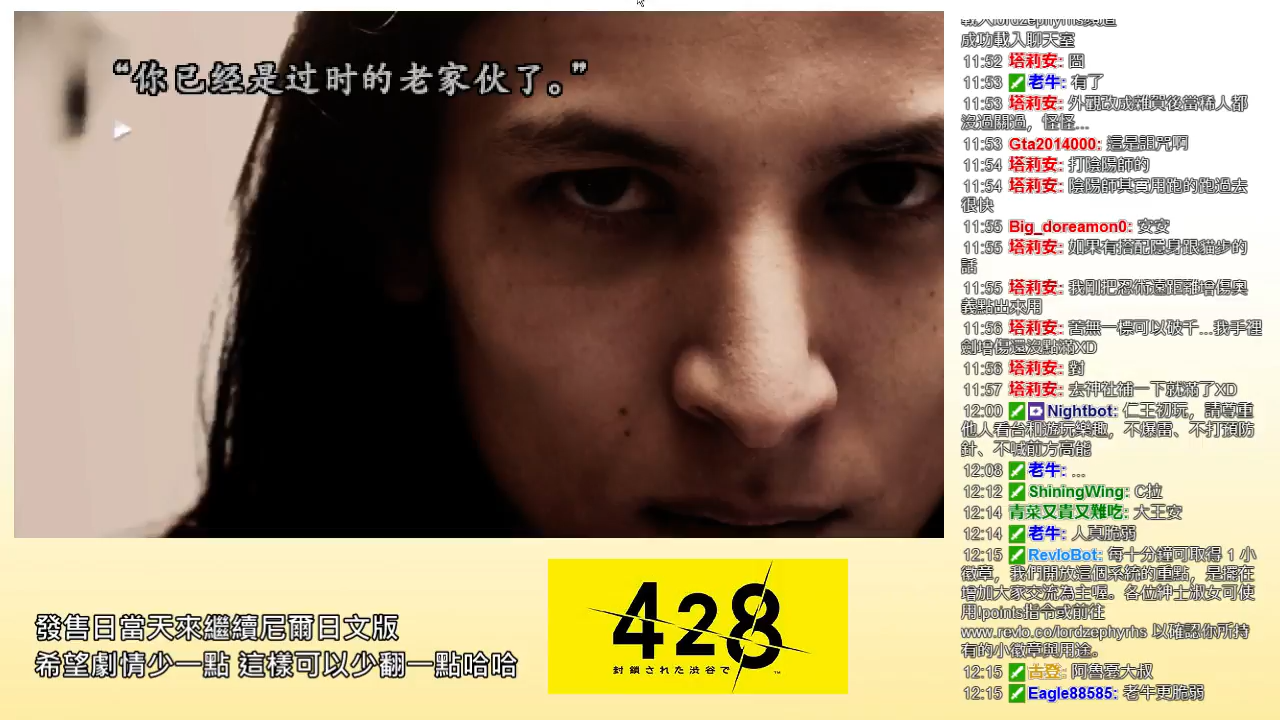 “你已经是过时的老家伙了。”
成功載入聊天室
11:52 塔莉安: 囧
11:53 老牛: 有了
11:53 塔莉安: 外觀改成雜賀後當稀人都
沒過關過，怪怪...
11:53 Gta2014000: 這是詛咒啊
11:54 塔莉安: 打陰陽師的
11:54 塔莉安: 陰陽師其實用跑的跑過去
很快
11:55 Big_doreamon0: 安安
11:55 塔莉安: 如果有搭配隱身跟貓步的
話
11:55 塔莉安: 我剛把忍術遠距離增傷奧
義點出來用
11:56 塔莉安: 苦無一標可以破千...我手裡
劍增傷還沒點滿XD
11:56 塔莉安: 對
11:57 塔莉安: 去神社補一下就滿了XD
12:00 Nightbot: 仁王初玩，請尊重
他人看台和遊玩樂趣，不爆雷、不打預防
針、不喊前方高能
12:08 老牛: ...
12:12 ShiningWing: C拉
12:14 青菜又貴又難吃: 大王安
12:14 老牛: 人真脆弱
12:15 RevloBot: 每十分鐘可取得 1 小
徽章，我們開放這個系統的重點，是擺在
增加大家交流為主喔。各位紳士淑女可使
用!points指令或前往
www.revlo.co/lordzephyrhs 以確認你所持
有的小徽章與用途。
12:15 古登: 阿魯憂大叔
12:15 Eagle88585: 老牛更脆弱
發售日當天來繼續尼爾日文版
希望劇情少一點 這樣可以少翻一點哈哈
428
封鎖された渋谷で